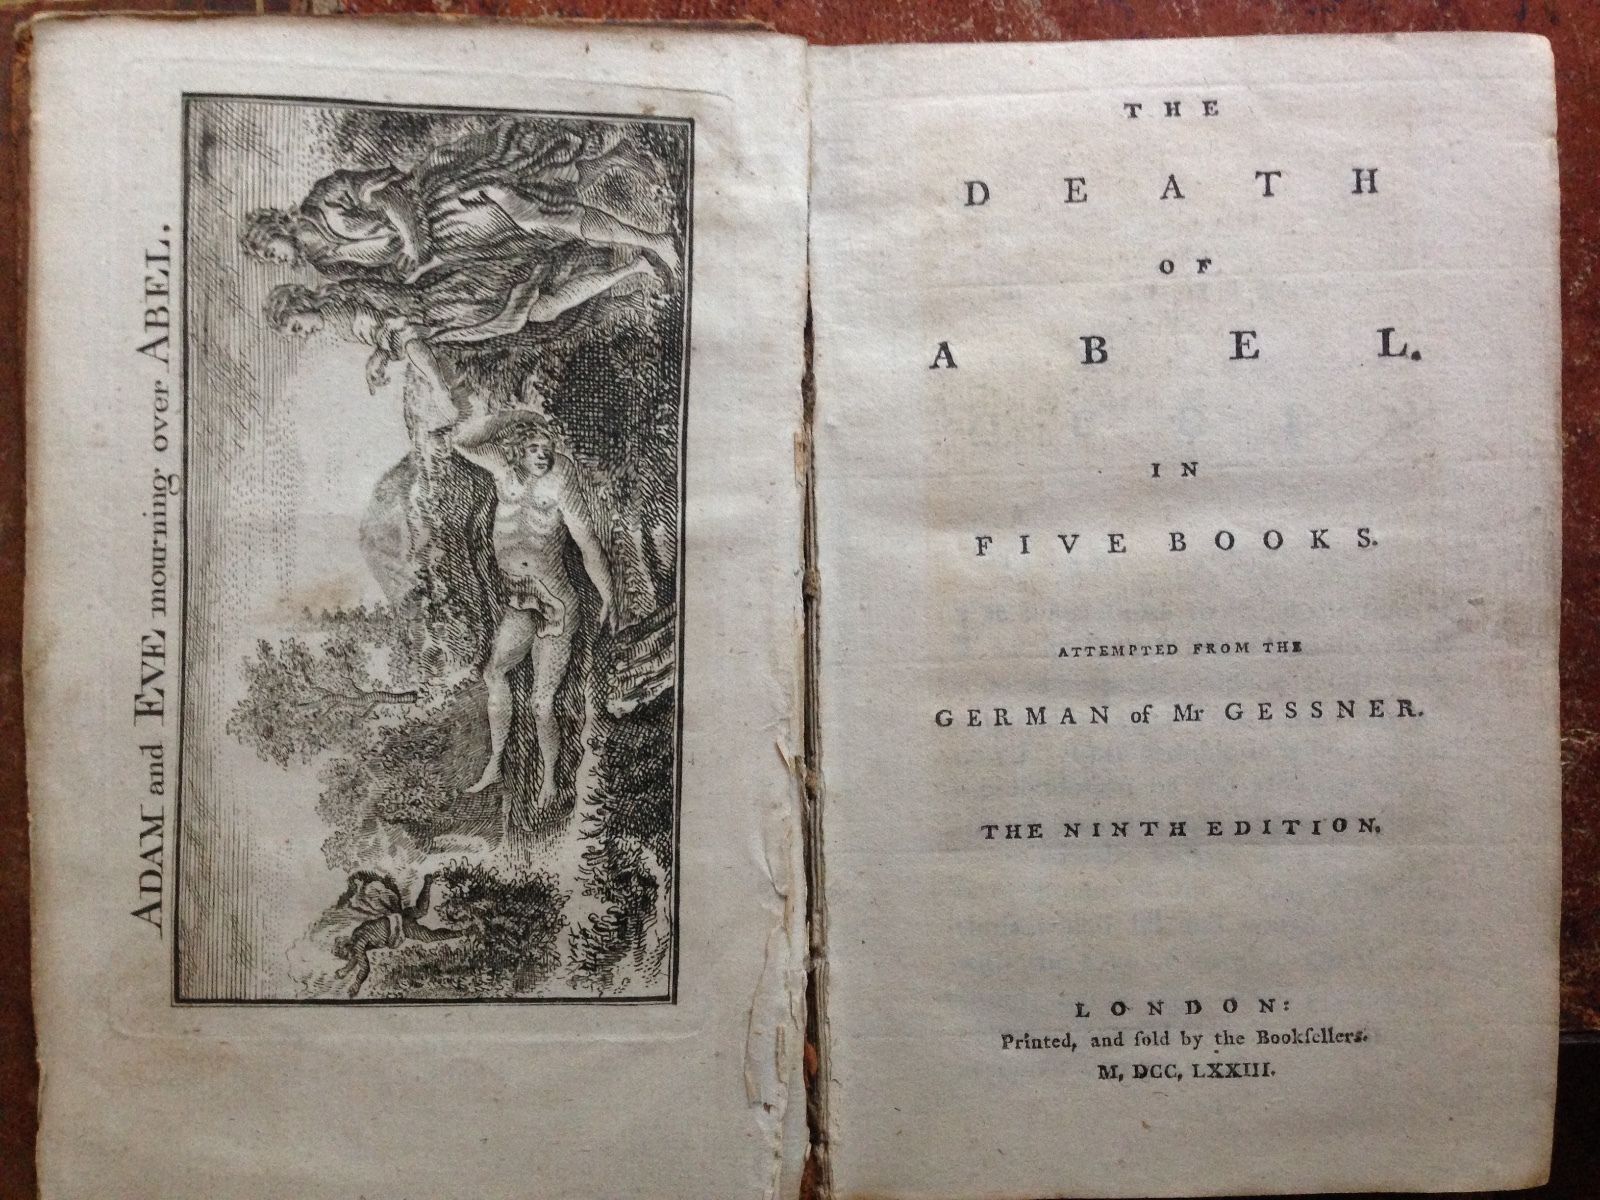 ADAM and EVE mourning over ABEL.
THE
DEATH
OF
ABEL.
IN
FIVE BOOKS.
ATTEMPTED FROM THE
GERMAN of Mr GESSNER.
THE NINTH EDITION.
LONDON:
Printed, and ſold by the Bookſellers.
M, DCC, LXXIII.